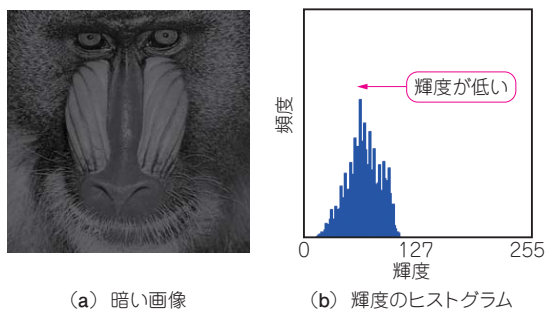 輝度が低い
頻度
0 127 255
輝度
(a) 暗い画像
(b) 輝度のヒストグラム